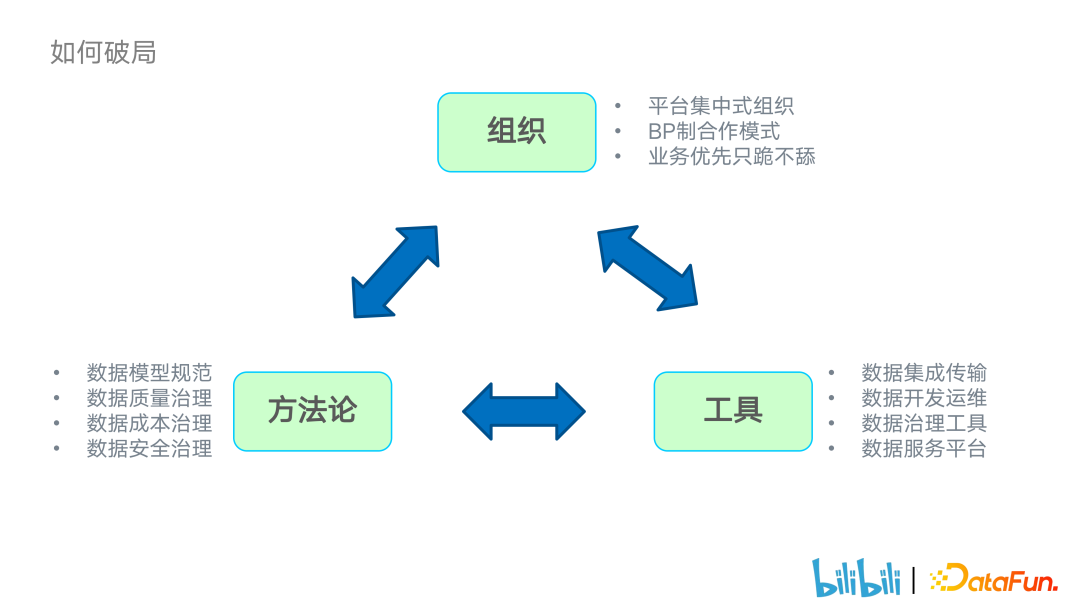 如何破局
组织
• 平台集中式组织
• BP制合作模式
• 业务优先只跪不舔
• 数据模型规范
• 数据质量治理
• 数据成本治理
• 数据安全治理
方法论
工具
• 数据集成传输
• 数据开发运维
• 数据治理工具
• 数据服务平台
bilibili | DataFun.